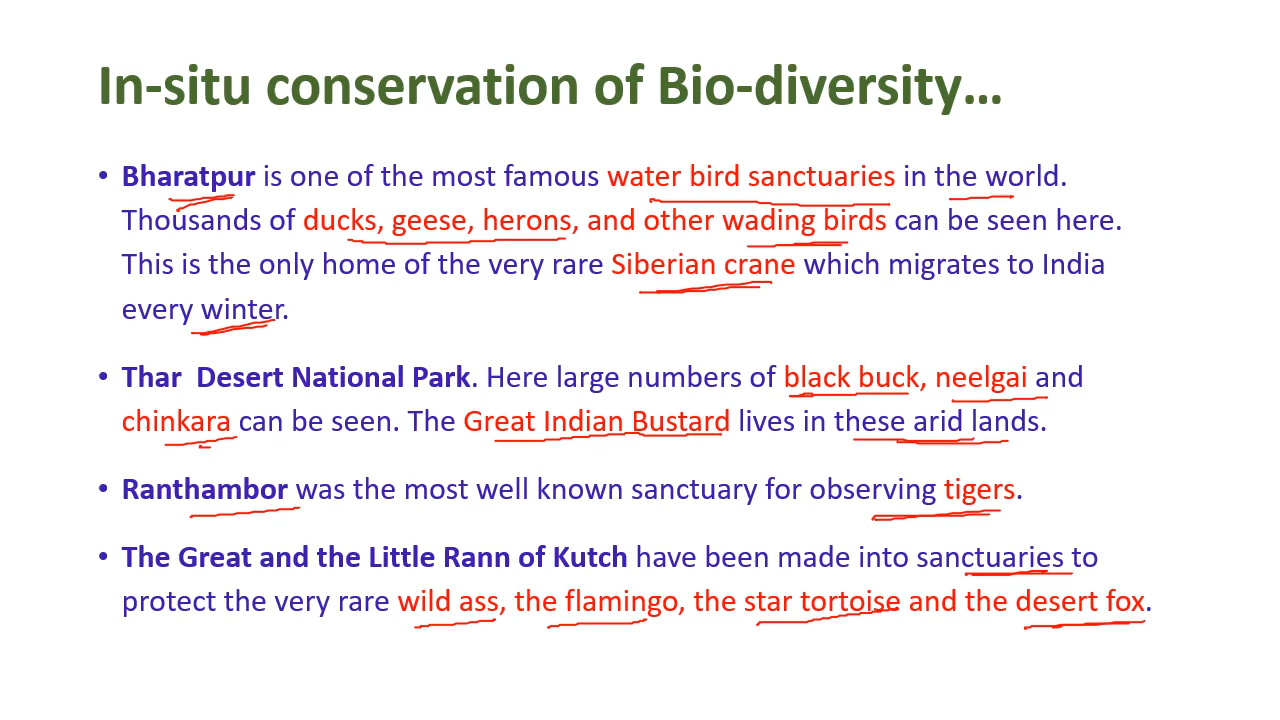 In-situ conservation of Bio-diversity...
• Bharatpur is one of the most famous water bird sanctuaries in the world.
Thousands of ducks, geese, herons, and other wading birds can be seen here.
This is the only home of the very rare Siberian crane which migrates to India
every winter.
• Thar Desert National Park. Here large numbers of black buck, neelgai and
chinkara can be seen. The Great Indian Bustard lives in these arid lands.
• Ranthambor was the most well known sanctuary for observing tigers.
• The Great and the Little Rann of Kutch have been made into sanctuaries to
protect the very rare wild ass, the flamingo, the star tortoise and the desert fox.